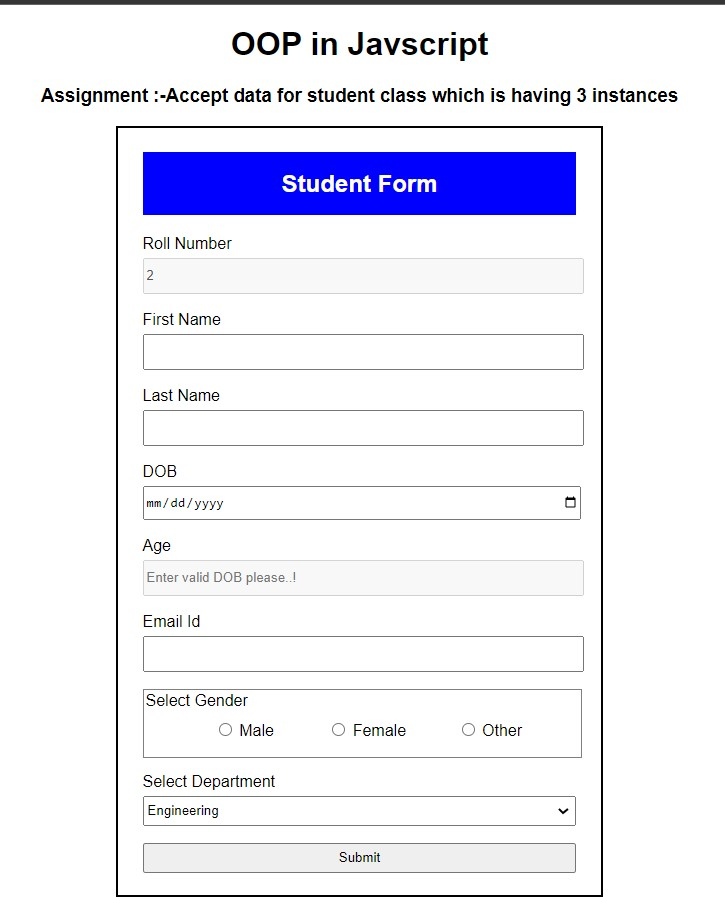 OOP in Javscript
Assignment :-Accept data for student class which is having 3 instances
Student Form
Roll Number
2
First Name
Last Name
DOB
mm/dd/yyyy
Age
Enter valid DOB please..!
Email Id
Select Gender
Male Female Other
Select Department
Engineering
Submit